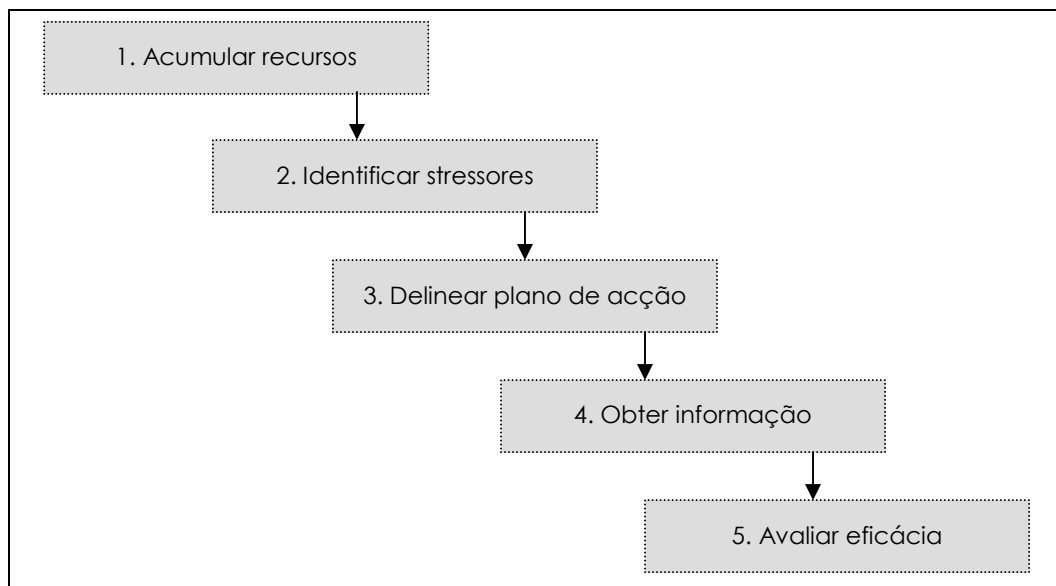 1. Acumular recursos
2. Identificar stressores
3. Delinear plano de acção
4. Obter informação
5. Avaliar eficácia